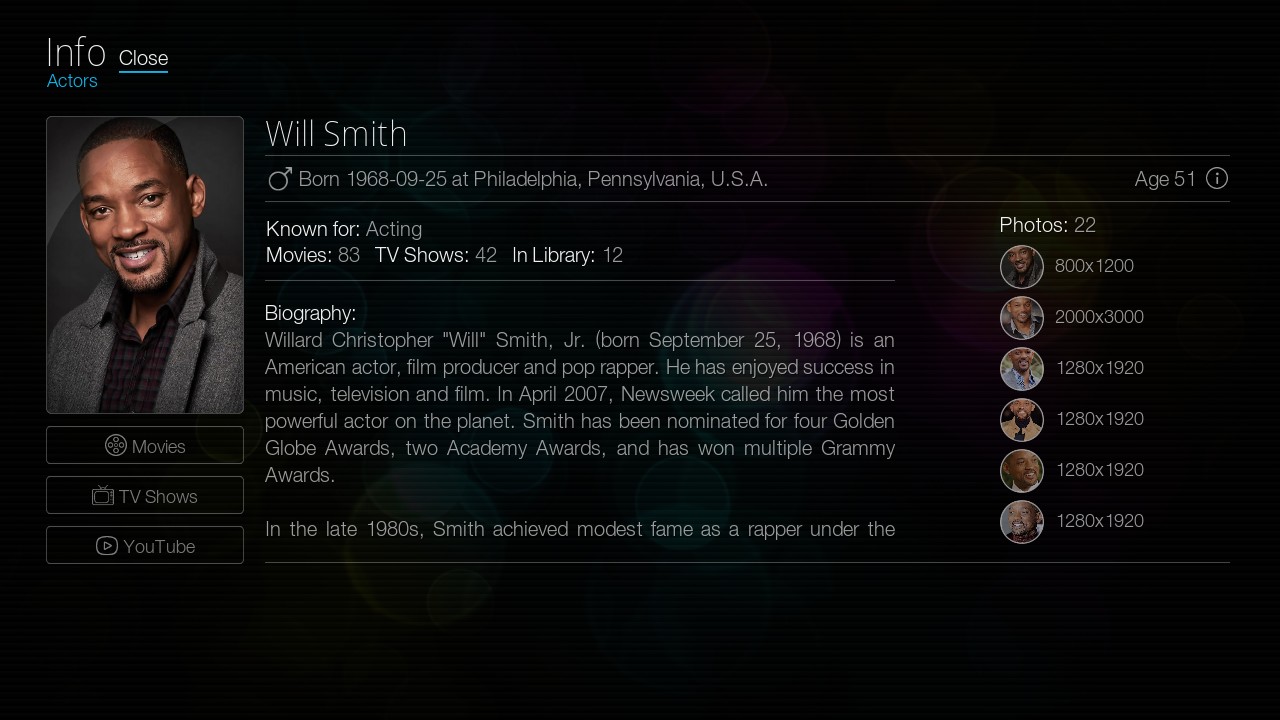 Info Close
Actors
Will Smith
Born 1968-09-25 at Philadelphia, Pennsylvania, U.S.A.
Age 51
Known for: Acting
Movies: 83 TV Shows: 42 In Library: 12
Biography:
Willard Christopher "Will" Smith, Jr. (born September 25, 1968) is an
American actor, film producer and pop rapper. He has enjoyed success in
music, television and film. In April 2007, Newsweek called him the most
powerful actor on the planet. Smith has been nominated for four Golden
Globe Awards, two Academy Awards, and has won multiple Grammy
Awards.
In the late 1980s, Smith achieved modest fame as a rapper under the
Photos: 22
800x1200
2000x3000
1280x1920
1280x1920
1280x1920
1280x1920
Movies
TV Shows
YouTube